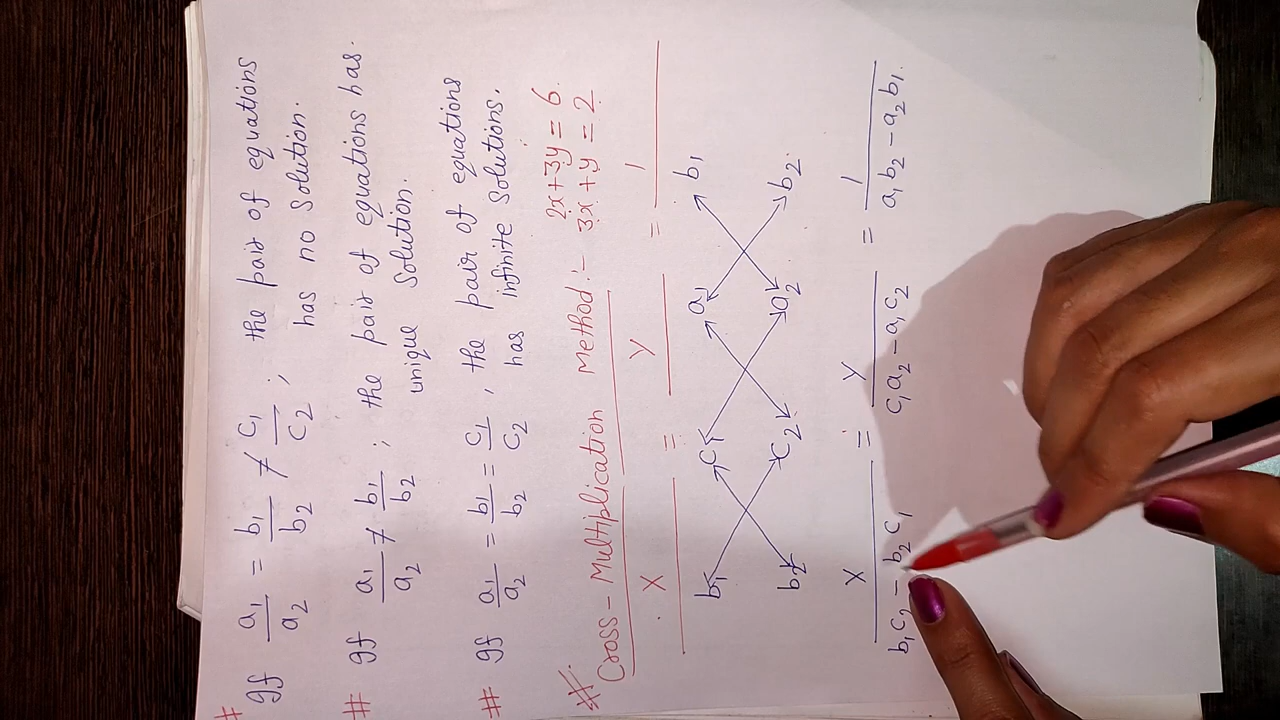 # If a₁/a₂ = b₁/b₂ ≠ c₁/c₂ ; the pair of equations
has no solution.
# If a₁/a₂ ≠ b₁/b₂ ; the pair of equations has.
unique solution.
# If a₁/a₂ = b₁/b₂ = c₁/c₂ , the pair of equations
has infinite solutions.
2x+3y = 6.
Cross-Multiplication Method :- 3x + y = 2
x = y = 1
b₁ c₁ a₁ b₁
b₂ c₂ a₂ b₂
x/(b₁c₂ - b₂c₁) = y/(c₁a₂ - a₁c₂) = 1/(a₁b₂ - a₂b₁)